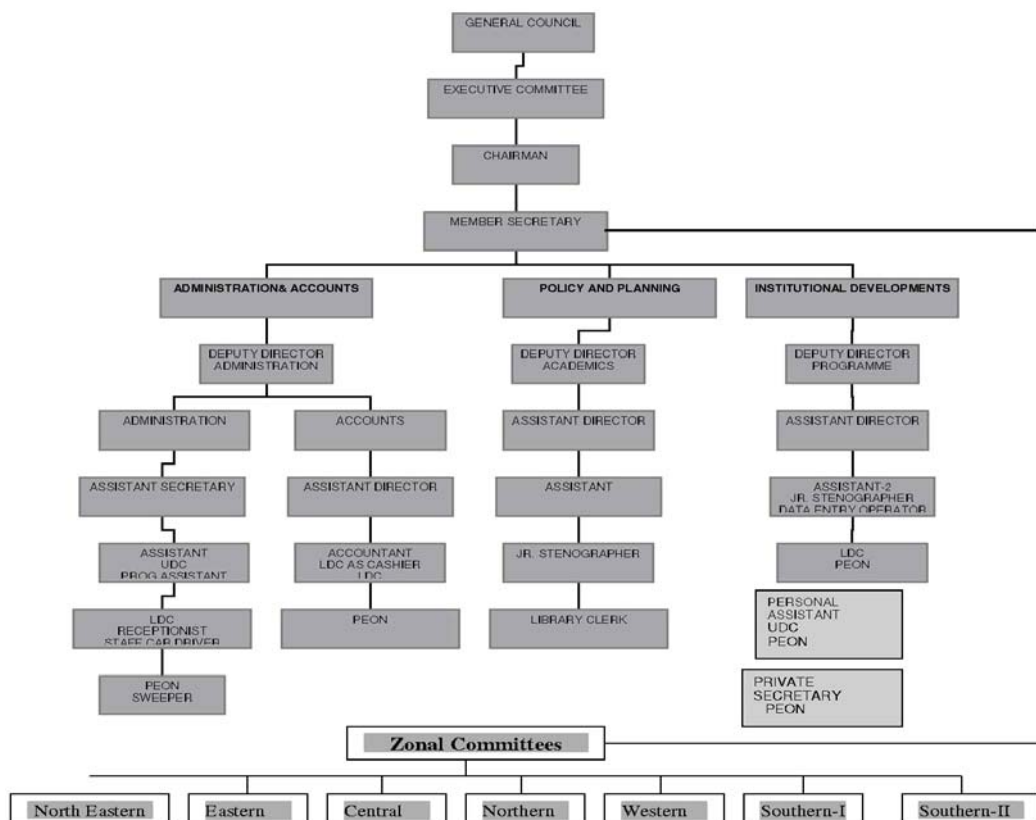 GENERAL COUNCIL
EXECUTIVE COMMITTEE
CHAIRMAN
MEMBER SECRETARY
ADMINISTRATION& ACCOUNTS
POLICY AND PLANNING
INSTITUTIONAL DEVELOPMENTS
DEPUTY DIRECTOR
ADMINISTRATION
DEPUTY DIRECTOR
ACADEMICS
DEPUTY DIRECTOR
PROGRAMME
ADMINISTRATION
ACCOUNTS
ASSISTANT DIRECTOR
ASSISTANT DIRECTOR
ASSISTANT SECRETARY
ASSISTANT DIRECTOR
ASSISTANT
ASSISTANT-2
JR. STENOGRAPHER
DATA ENTRY OPERATOR
ASSISTANT
UDC
PROG ASSISTANT
ACCOUNTANT
LDC AS CASHIER
LDC
JR. STENOGRAPHER
LDC
PEON
LDC
RECEPTIONIST
STAFF CAR DRIVER
PEON
LIBRARY CLERK
PERSONAL
ASSISTANT
UDC
PEON
PEON
SWEEPER
PRIVATE
SECRETARY
PEON
Zonal Committees
North Eastern
Eastern
Central
Northern
Western
Southern-I
Southern-II